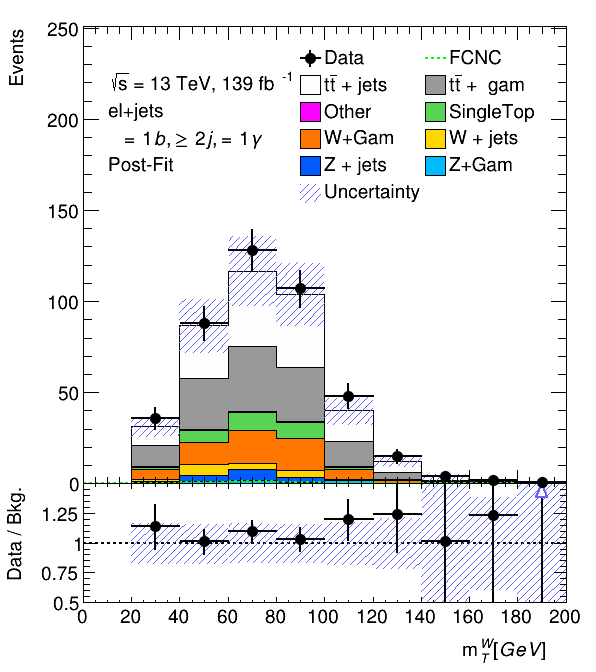 Events
250
200
150
100
50
0
√s = 13 TeV, 139 fb⁻¹
el+jets
= 1b, ≥ 2j, = 1γ
Post-Fit
Data
FCNC
tt̄ + jets
tt̄ + gam
Other
SingleTop
W+Gam
W + jets
Z + jets
Z+Gam
Uncertainty
Data / Bkg.
1.25
1
0.75
0.5
0 20 40 60 80 100 120 140 160 180 200
m_T^W [GeV]